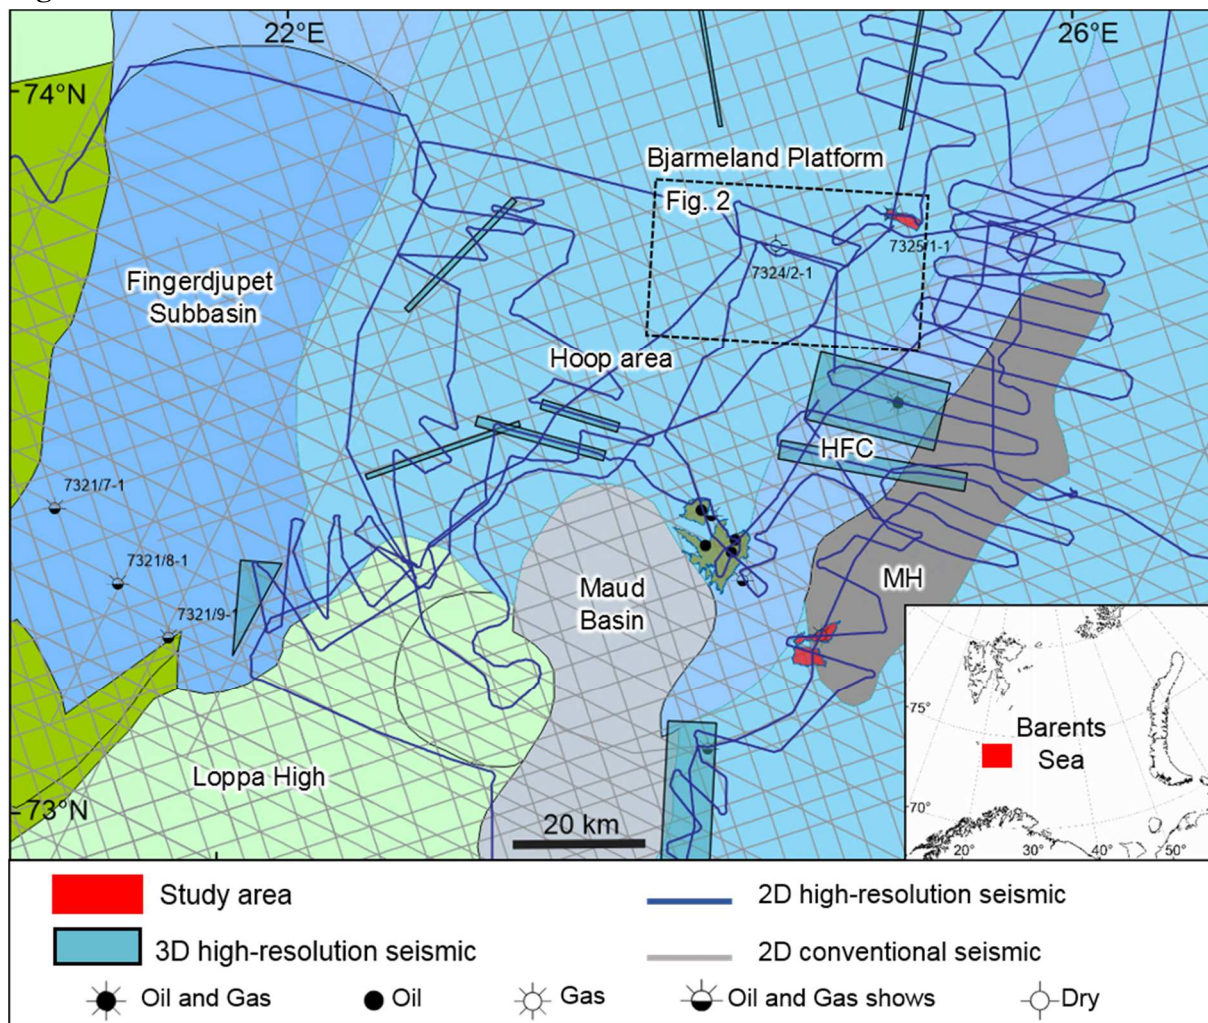 22°E
26°E
74°N
Bjarmeland Platform
Fig. 2
7325/1-1
7324/2-1
Fingerdjupet
Subbasin
Hoop area
HFC
7321/7-1
7321/8-1
7321/9-1
Maud
Basin
MH
Loppa High
73°N
20 km
75°
70°
Barents
Sea
20°
30°
40°
50°
Study area
2D high-resolution seismic
3D high-resolution seismic
2D conventional seismic
Oil and Gas
Oil
Gas
Oil and Gas shows
Dry